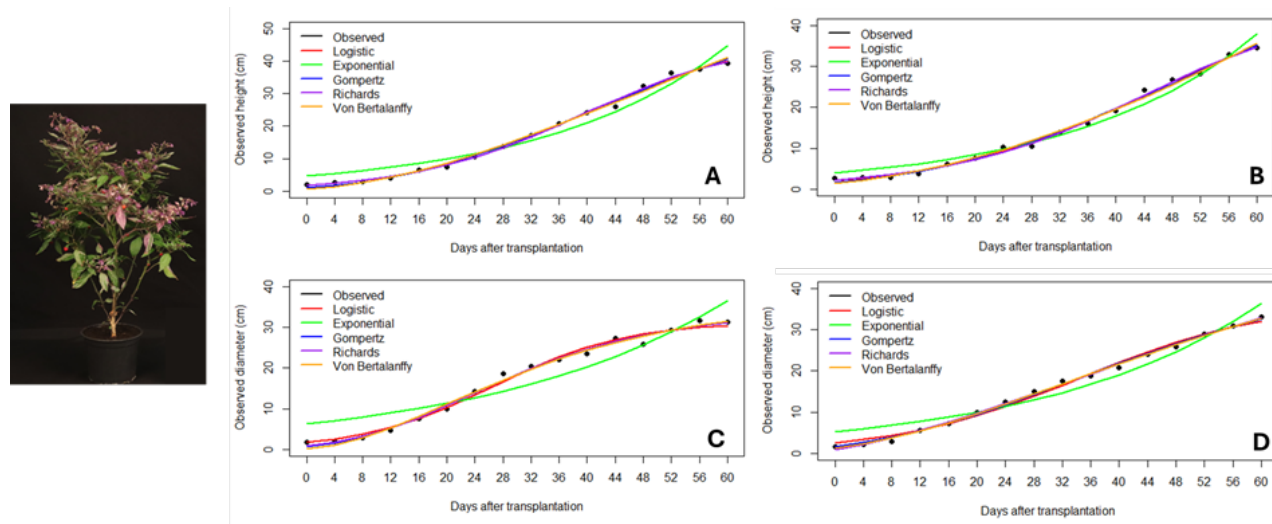 Observed height (cm)
50
40
30
20
10
0
Observed
Logistic
Exponential
Gompertz
Richards
Von Bertalanffy
A
0 4 8 12 16 20 24 28 32 36 40 44 48 52 56 60
Days after transplantation
Observed height (cm)
40
30
20
10
0
Observed
Logistic
Exponential
Gompertz
Richards
Von Bertalanffy
B
0 4 8 12 16 20 24 28 32 36 40 44 48 52 56 60
Days after transplantation
Observed diameter (cm)
40
30
20
10
0
Observed
Logistic
Exponential
Gompertz
Richards
Von Bertalanffy
C
0 4 8 12 16 20 24 28 32 36 40 44 48 52 56 60
Days after transplantation
Observed diameter (cm)
40
30
20
10
0
Observed
Logistic
Exponential
Gompertz
Richards
Von Bertalanffy
D
0 4 8 12 16 20 24 28 32 36 40 44 48 52 56 60
Days after transplantation